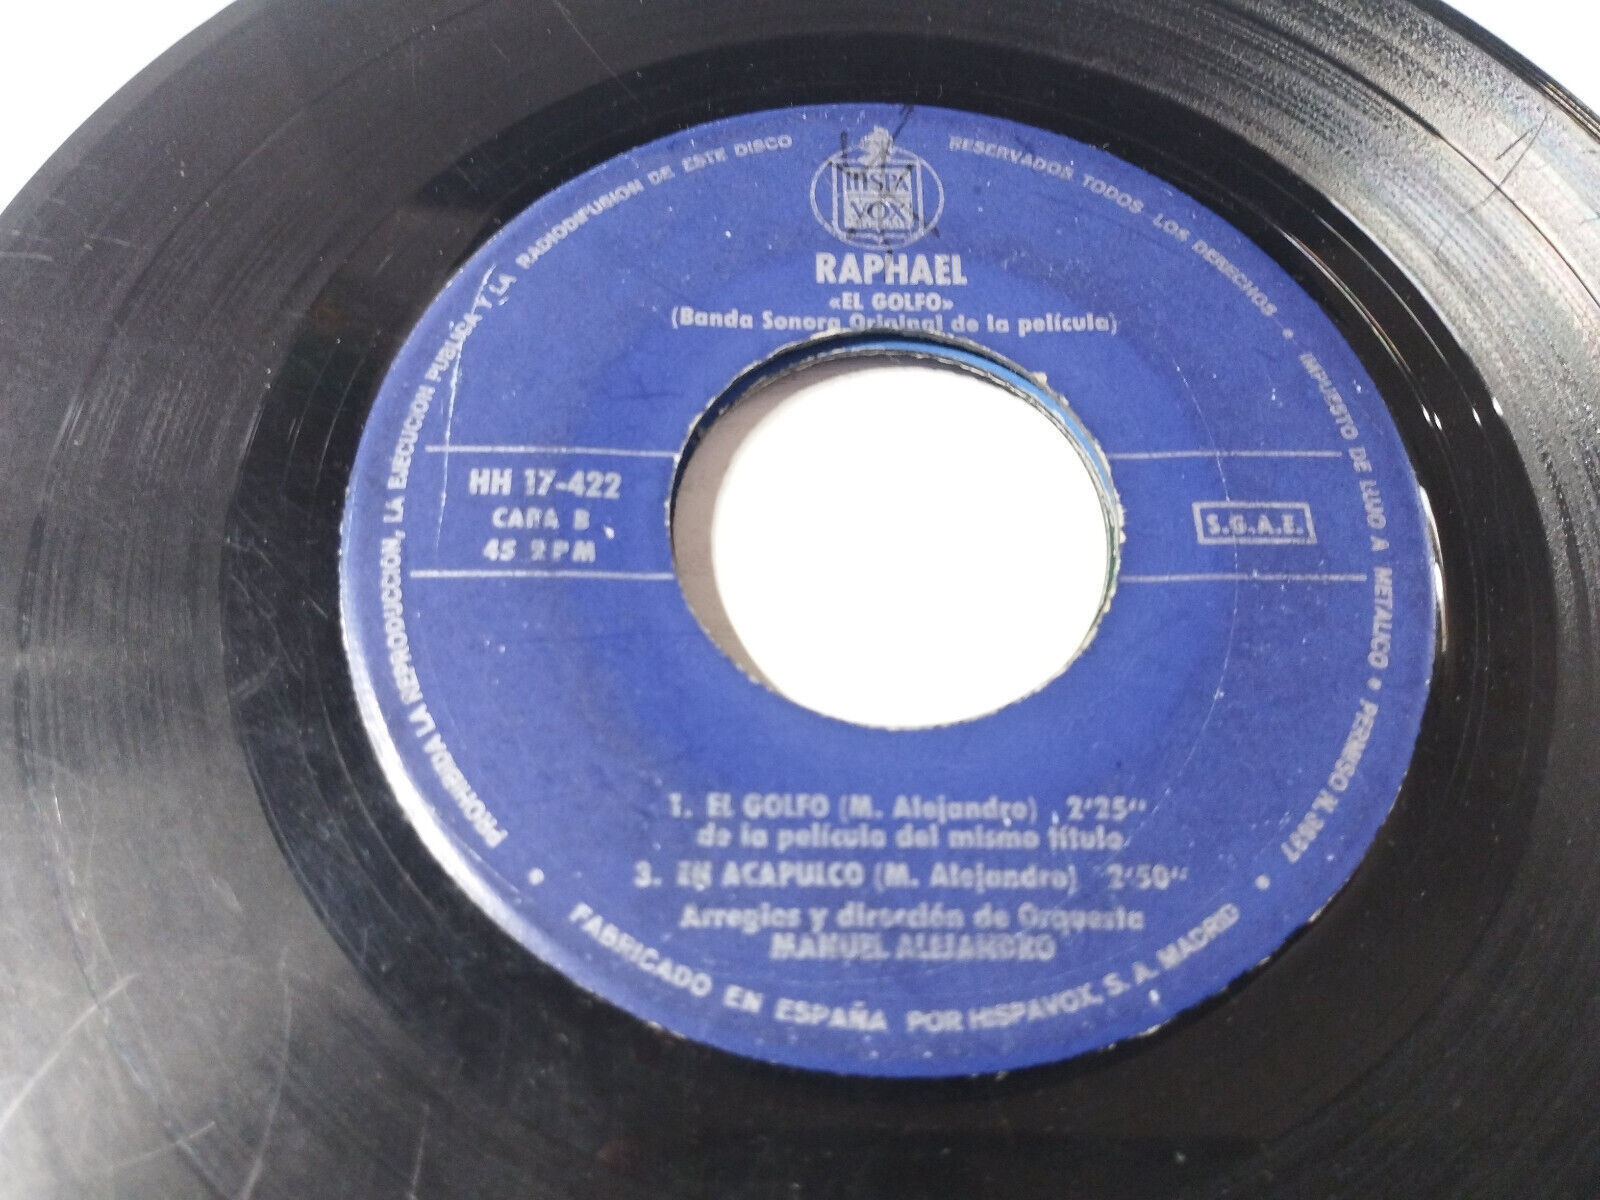 PROHIBIDA LA REPRODUCCION, LA EJECUCION PUBLICA Y LA RADIODIFUSION DE ESTE DISCO
RESERVADOS TODOS LOS DERECHOS • IMPUESTO DE LUJO A METALICO • PERMISO N. 3597
HISPA
VOX
RAPHAEL
«EL GOLFO»
(Banda Sonora Original de la película)
HH 17-422
CARA B
45 RPM
S.G.A.E.
1. EL GOLFO (M. Alejandro) 2'25"
de la película del mismo título
3. EN ACAPULCO (M. Alejandro) 2'50"
Arreglos y dirección de Orquesta
MANUEL ALEJANDRO
• FABRICADO EN ESPAÑA POR HISPAVOX, S. A. MADRID •